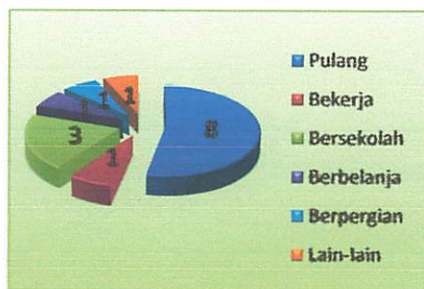 Pulang
Bekerja
Bersekolah
Berbelanja
Berpergian
Lain-lain
8
1
3
1
1
1